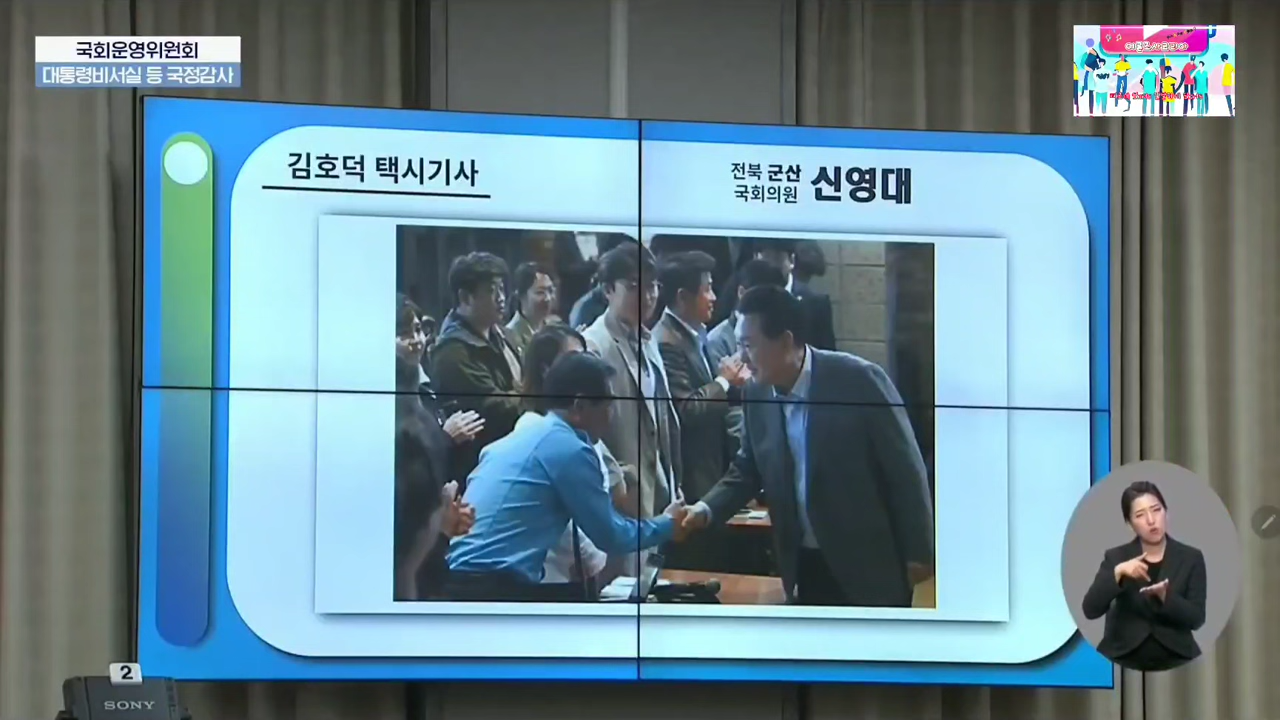 국회운영위원회
대통령비서실 등 국정감사
김호덕 택시기사
전북 군산
국회의원 신영대
2
SONY